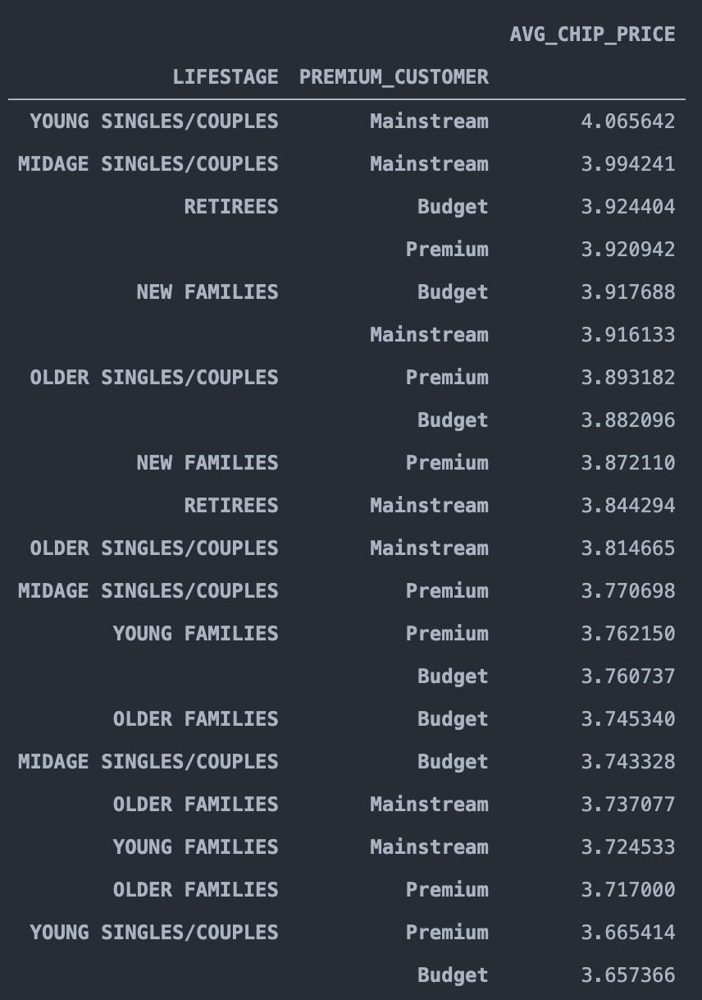 AVG_CHIP_PRICE
LIFESTAGE PREMIUM_CUSTOMER
YOUNG SINGLES/COUPLES Mainstream 4.065642
MIDAGE SINGLES/COUPLES Mainstream 3.994241
RETIREES Budget 3.924404
Premium 3.920942
NEW FAMILIES Budget 3.917688
Mainstream 3.916133
OLDER SINGLES/COUPLES Premium 3.893182
Budget 3.882096
NEW FAMILIES Premium 3.872110
RETIREES Mainstream 3.844294
OLDER SINGLES/COUPLES Mainstream 3.814665
MIDAGE SINGLES/COUPLES Premium 3.770698
YOUNG FAMILIES Premium 3.762150
Budget 3.760737
OLDER FAMILIES Budget 3.745340
MIDAGE SINGLES/COUPLES Budget 3.743328
OLDER FAMILIES Mainstream 3.737077
YOUNG FAMILIES Mainstream 3.724533
OLDER FAMILIES Premium 3.717000
YOUNG SINGLES/COUPLES Premium 3.665414
Budget 3.657366